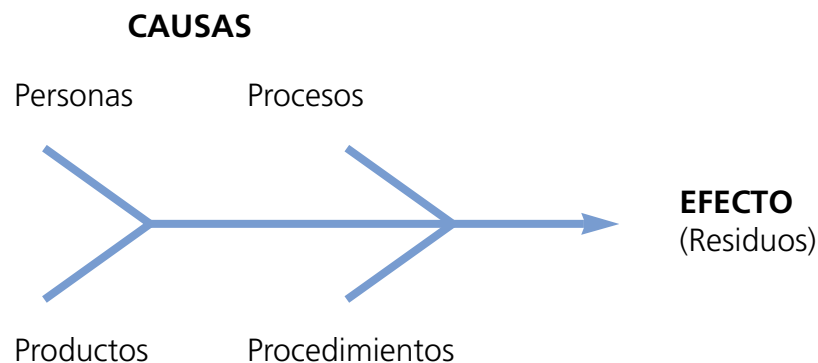 CAUSAS
Personas
Procesos
EFECTO
(Residuos)
Productos
Procedimientos